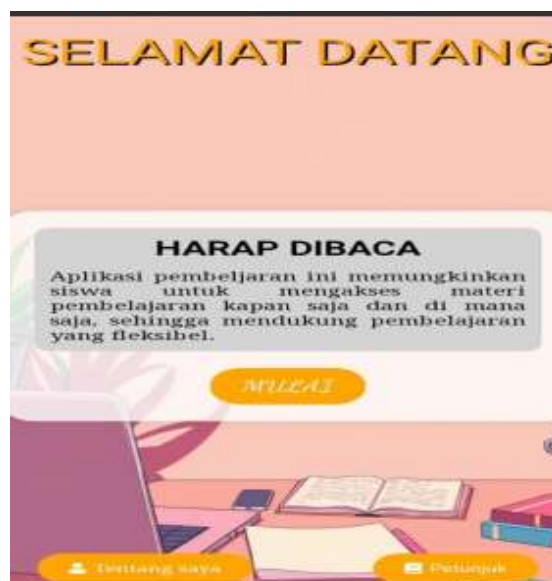 SELAMAT DATANG
HARAP DIBACA
Aplikasi pembeljaran ini memungkinkan
siswa untuk mengakses materi
pembelajaran kapan saja dan di mana
saja, sehingga mendukung pembelajaran
yang fleksibel.
MULAI
Tentang saya
Petunjuk